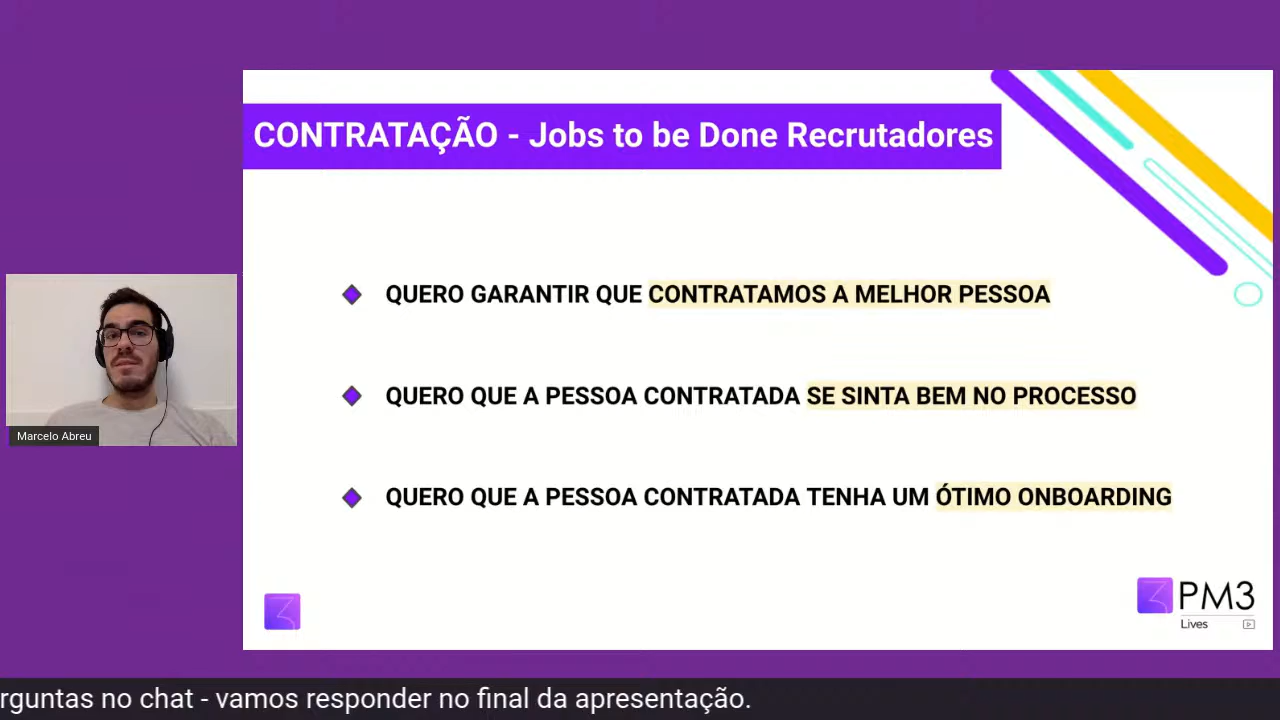 CONTRATAÇÃO - Jobs to be Done Recrutadores
QUERO GARANTIR QUE CONTRATAMOS A MELHOR PESSOA
QUERO QUE A PESSOA CONTRATADA SE SINTA BEM NO PROCESSO
Marcelo Abreu
QUERO QUE A PESSOA CONTRATADA TENHA UM ÓTIMO ONBOARDING
PM3
Lives
rguntas no chat - vamos responder no final da apresentação.